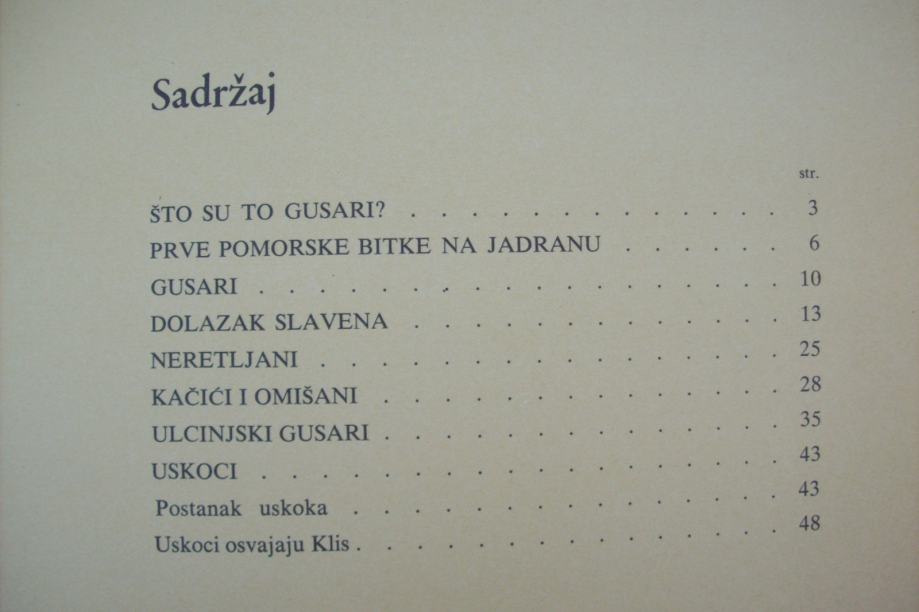 Sadržaj
str.
ŠTO SU TO GUSARI? . . . . . . . . . . . . . 3
PRVE POMORSKE BITKE NA JADRANU . . . . . . 6
GUSARI . . . . . . . . . . . . . . . . . . 10
DOLAZAK SLAVENA . . . . . . . . . . . . . 13
NERETLJANI . . . . . . . . . . . . . . . . 25
KAČIĆI I OMIŠANI . . . . . . . . . . . . . . 28
ULCINJSKI GUSARI . . . . . . . . . . . . . . 35
USKOCI . . . . . . . . . . . . . . . . . . 43
Postanak uskoka . . . . . . . . . . . . . . . 43
Uskoci osvajaju Klis . . . . . . . . . . . . . . . 48